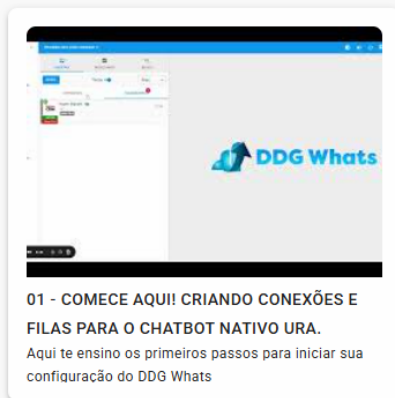 DDG Whats
01 - COMECE AQUI! CRIANDO CONEXÕES E
FILAS PARA O CHATBOT NATIVO URA.
Aqui te ensino os primeiros passos para iniciar sua
configuração do DDG Whats